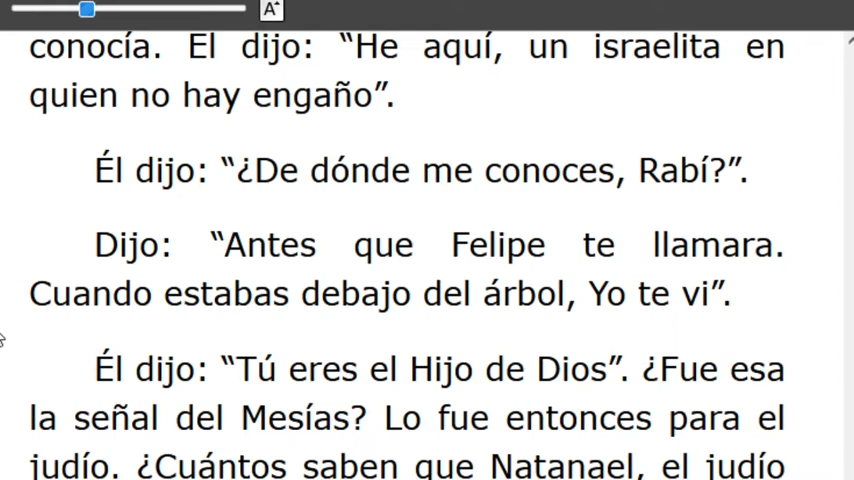 A
conocía. Él dijo: “He aquí, un israelita en
quien no hay engaño”.
Él dijo: “¿De dónde me conoces, Rabí?”.
Dijo: “Antes que Felipe te llamara.
Cuando estabas debajo del árbol, Yo te vi”.
Él dijo: “Tú eres el Hijo de Dios”. ¿Fue esa
la señal del Mesías? Lo fue entonces para el
judío. ¿Cuántos saben que Natanael, el judío